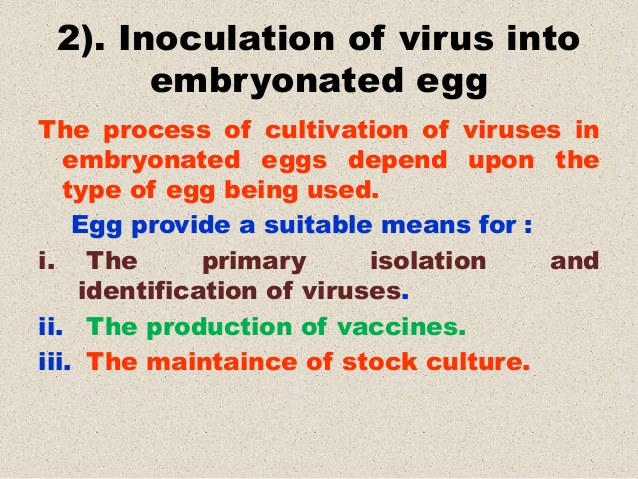 2). Inoculation of virus into
embryonated egg
The process of cultivation of viruses in
embryonated eggs depend upon the
type of egg being used.
Egg provide a suitable means for :
i. The primary isolation and
identification of viruses.
ii. The production of vaccines.
iii. The maintaince of stock culture.